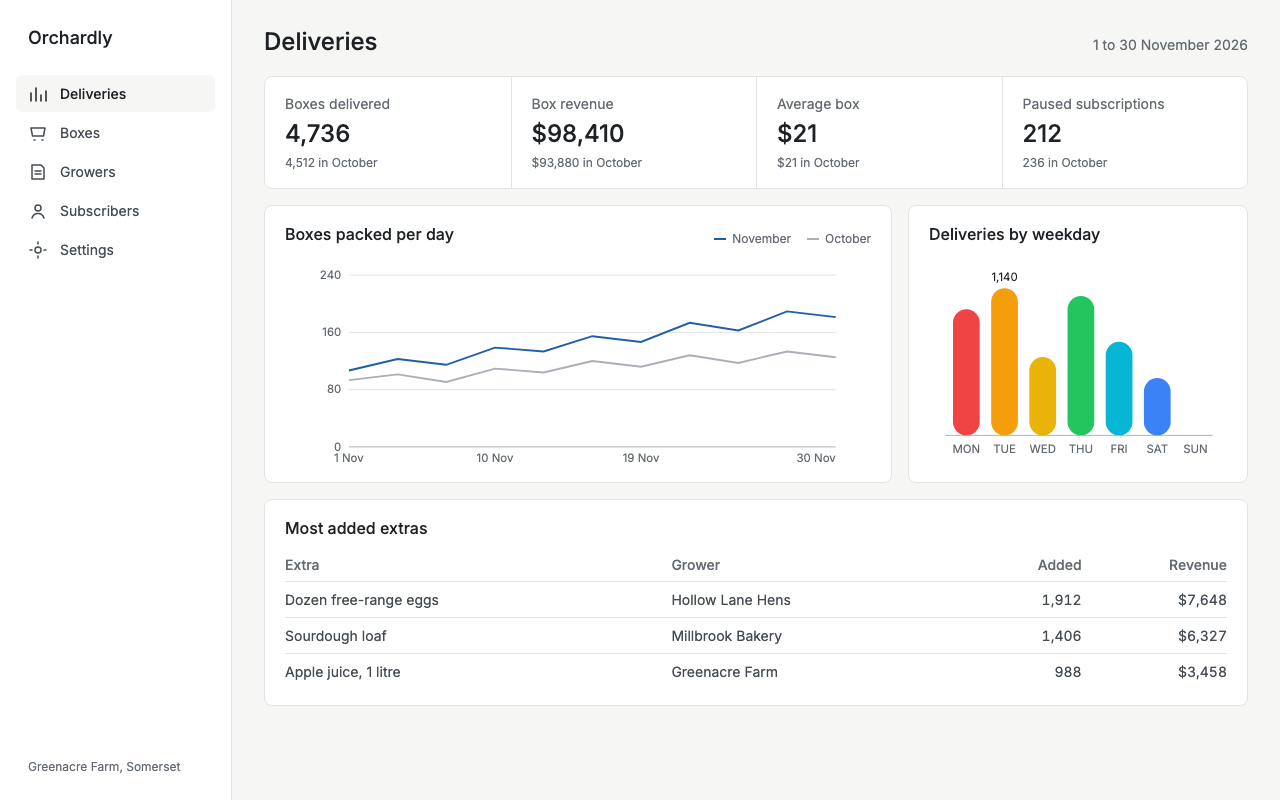 Orchardly
Deliveries
Boxes
Growers
Subscribers
Settings
Greenacre Farm, Somerset
Deliveries
1 to 30 November 2026
Boxes delivered
4,736
4,512 in October
Box revenue
$98,410
$93,880 in October
Average box
$21
$21 in October
Paused subscriptions
212
236 in October
Boxes packed per day
November
October
240
160
80
0
1 Nov
10 Nov
19 Nov
30 Nov
Deliveries by weekday
1,140
MON
TUE
WED
THU
FRI
SAT
SUN
Most added extras
Extra Grower Added Revenue
Dozen free-range eggs Hollow Lane Hens 1,912 $7,648
Sourdough loaf Millbrook Bakery 1,406 $6,327
Apple juice, 1 litre Greenacre Farm 988 $3,458